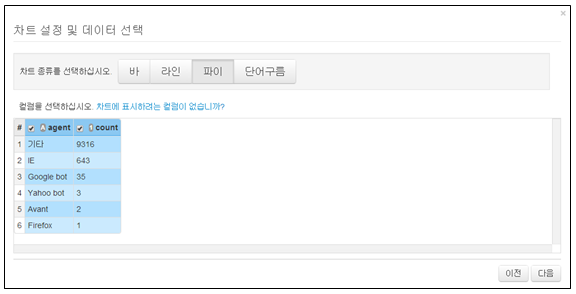 ×
차트 설정 및 데이터 선택
차트 종류를 선택하십시오. 바 라인 파이 단어구름
컬럼을 선택하십시오. 차트에 표시하려는 컬럼이 없습니까?
# agent count
1 기타 9316
2 IE 643
3 Google bot 35
4 Yahoo bot 3
5 Avant 2
6 Firefox 1
이전 다음